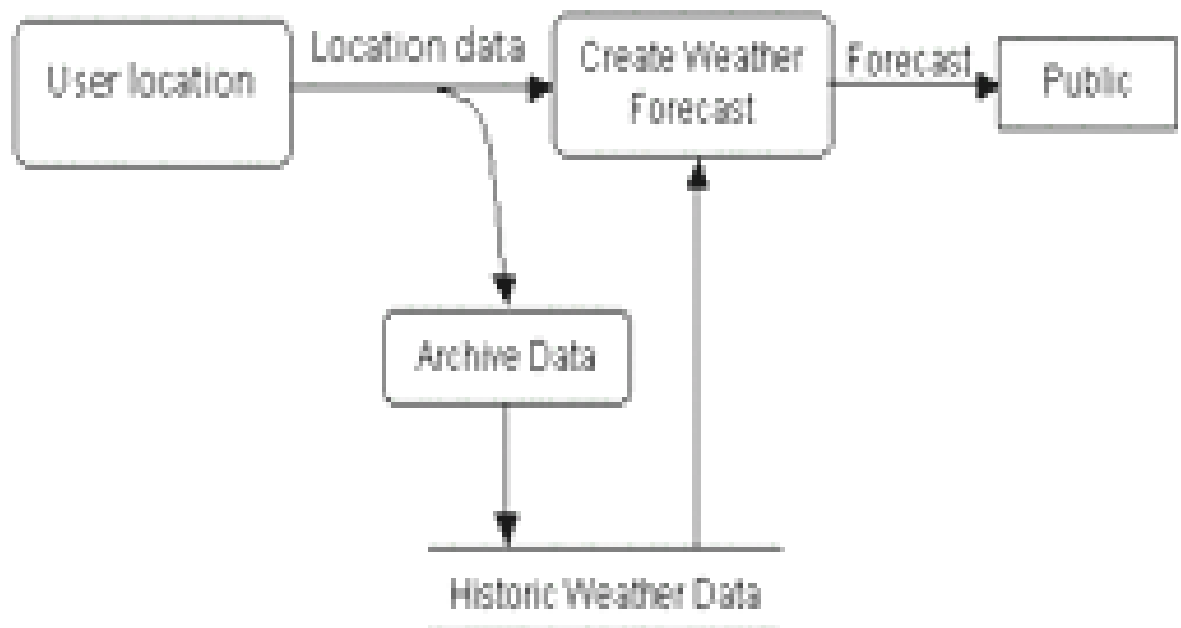 User location
Location data
Create Weather
Forecast
Forecast
Public
Archive Data
Historic Weather Data